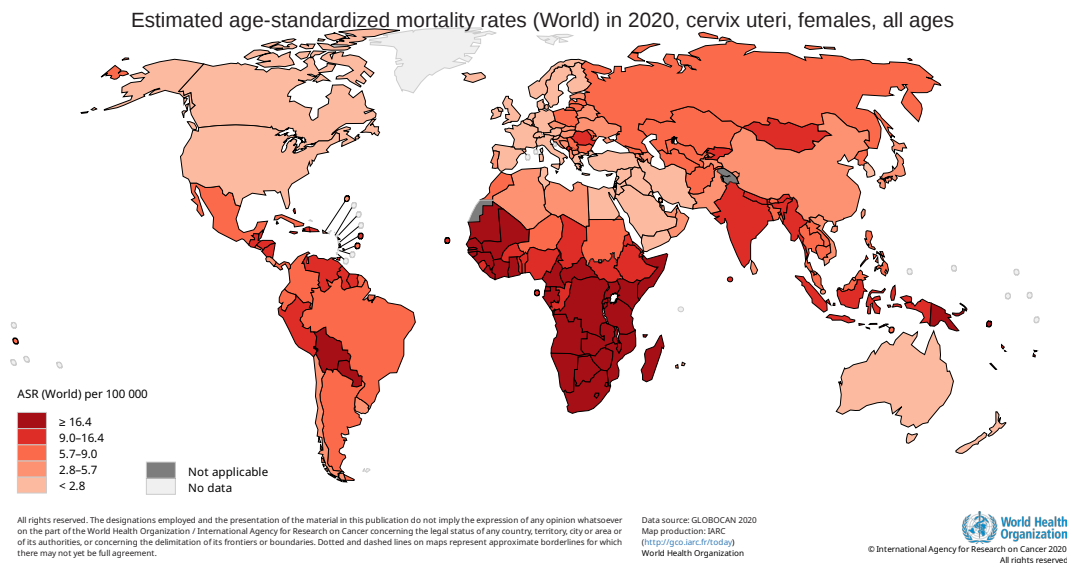 Estimated age-standardized mortality rates (World) in 2020, cervix uteri, females, all ages
ASR (World) per 100 000
≥ 16.4
9.0–16.4
5.7–9.0
2.8–5.7
< 2.8
Not applicable
No data
All rights reserved. The designations employed and the presentation of the material in this publication do not imply the expression of any opinion whatsoever
on the part of the World Health Organization / International Agency for Research on Cancer concerning the legal status of any country, territory, city or area or
of its authorities, or concerning the delimitation of its frontiers or boundaries. Dotted and dashed lines on maps represent approximate borderlines for which
there may not yet be full agreement.
Data source: GLOBOCAN 2020
Map production: IARC
(http://gco.iarc.fr/today)
World Health Organization
World Health
Organization
© International Agency for Research on Cancer 2020
All rights reserved